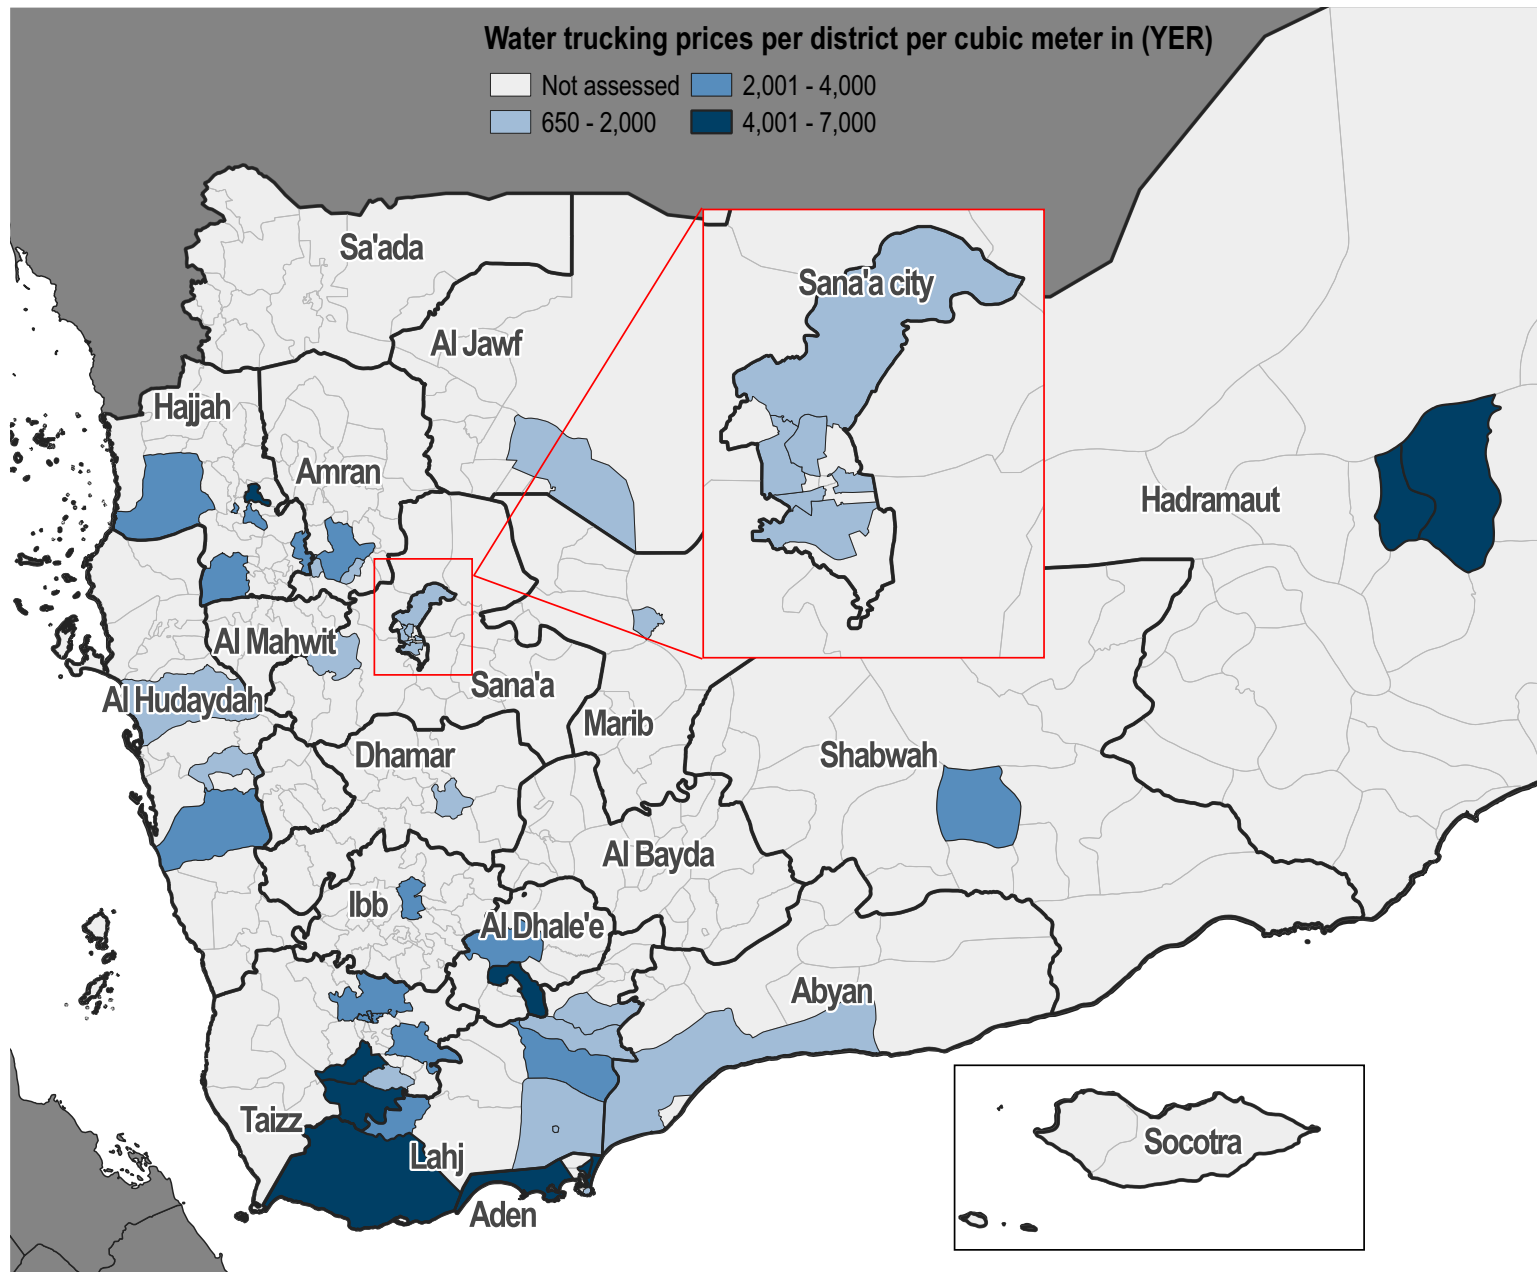 Water trucking prices per district per cubic meter in (YER)
Not assessed
2,001 - 4,000
650 - 2,000
4,001 - 7,000
Sa'ada
Sana'a city
Al Jawf
Hajjah
Amran
Hadramaut
Al Mahwit
Sana'a
Al Hudaydah
Marib
Dhamar
Shabwah
Al Bayda
Ibb
Al Dhale'e
Abyan
Taizz
Lahj
Socotra
Aden